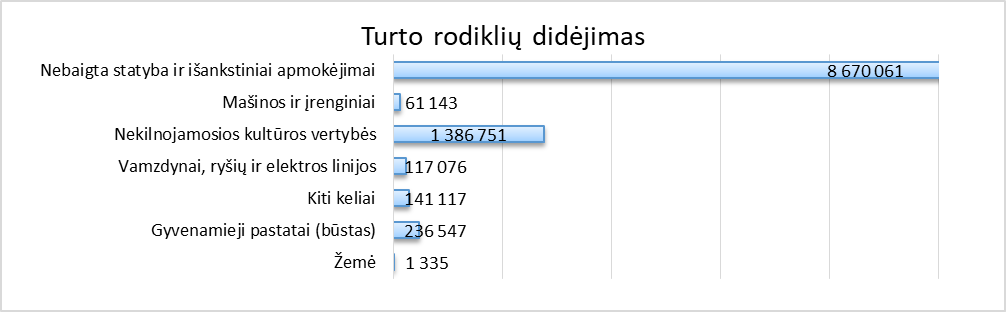 Turto rodiklių didėjimas
Nebaigta statyba ir išankstiniai apmokėjimai 8 670 061
Mašinos ir įrenginiai 61 143
Nekilnojamosios kultūros vertybės 1 386 751
Vamzdynai, ryšių ir elektros linijos 117 076
Kiti keliai 141 117
Gyvenamieji pastatai (būstas) 236 547
Žemė 1 335